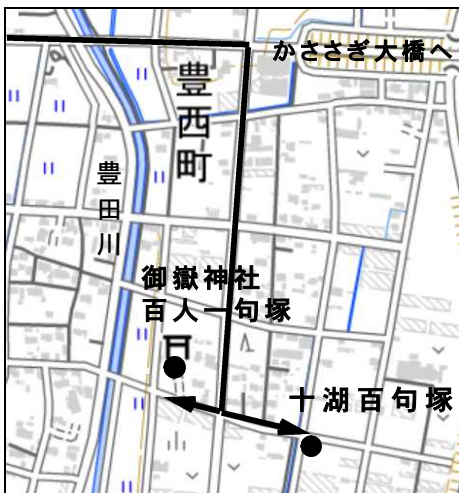 かささぎ大橋へ
豊西町
豊田川
御嶽神社
百人一句塚
十湖百句塚